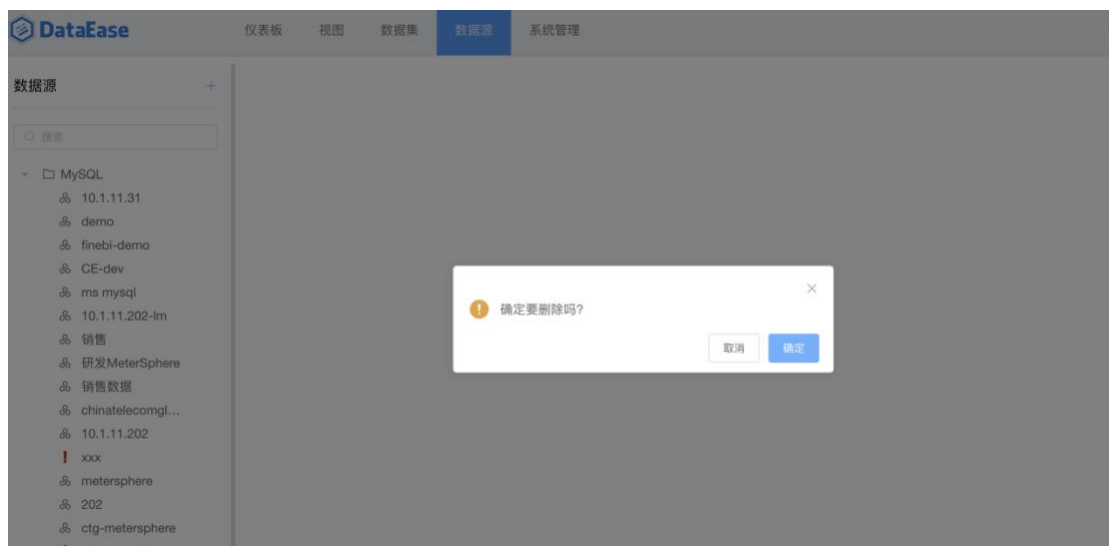 DataEase 仪表板 视图 数据集 数据源 系统管理
数据源 +
搜索
MySQL
10.1.11.31
demo
finebi-demo
CE-dev
ms mysql
10.1.11.202-lm
销售
研发MeterSphere
销售数据
chinatelecomgl...
10.1.11.202
xxx
metersphere
202
ctg-metersphere
确定要删除吗?
取消 确定